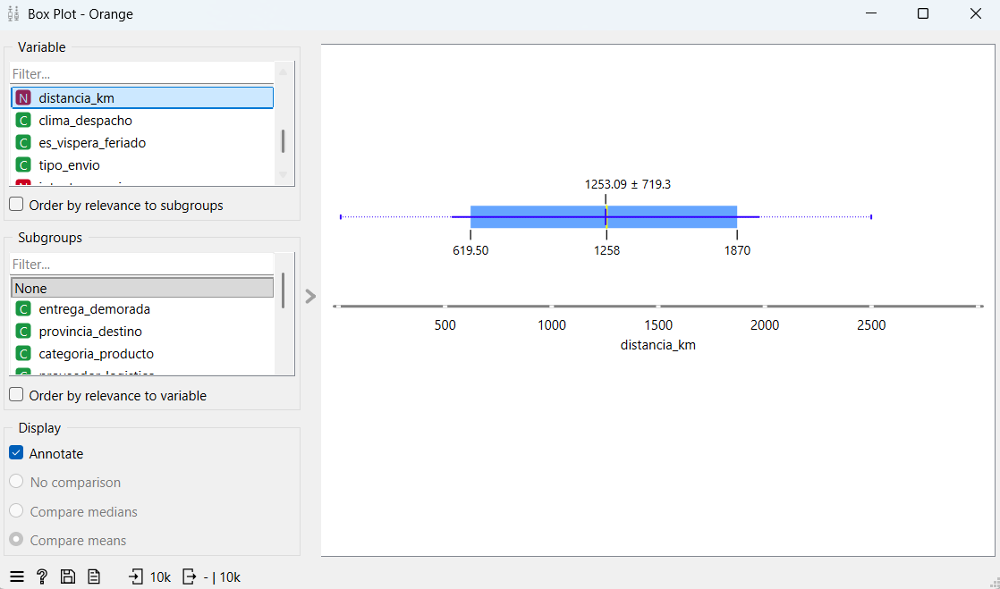 Box Plot - Orange
Variable
Filter...
N distancia_km
C clima_despacho
C es_vispera_feriado
C tipo_envio
Order by relevance to subgroups
Subgroups
Filter...
None
C entrega_demorada
C provincia_destino
C categoria_producto
Order by relevance to variable
Display
Annotate
No comparison
Compare medians
Compare means
10k - | 10k
1253.09 ± 719.3
619.50 1258 1870
500 1000 1500 2000 2500
distancia_km